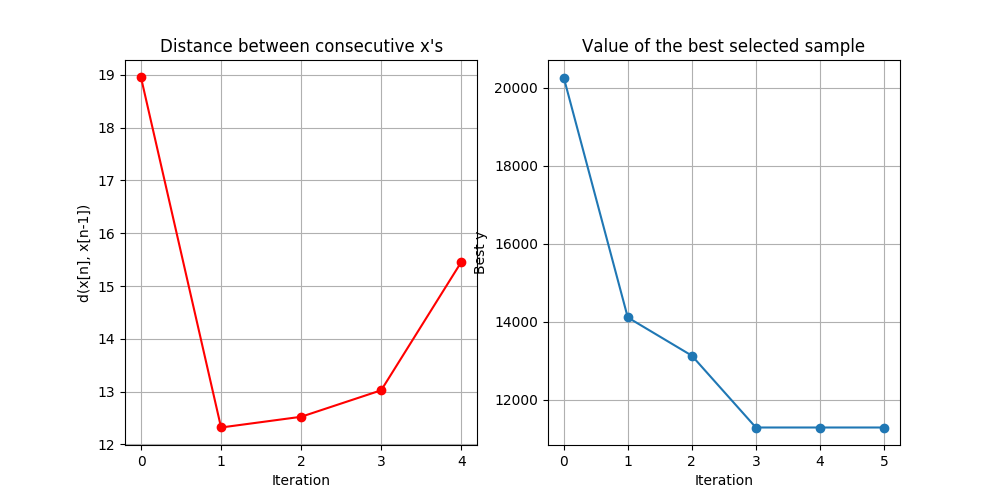 Distance between consecutive x's
19
18
17
16
15
14
13
12
d(x[n], x[n-1])
0 1 2 3 4
Iteration
Value of the best selected sample
20000
18000
16000
14000
12000
Best y
0 1 2 3 4 5
Iteration